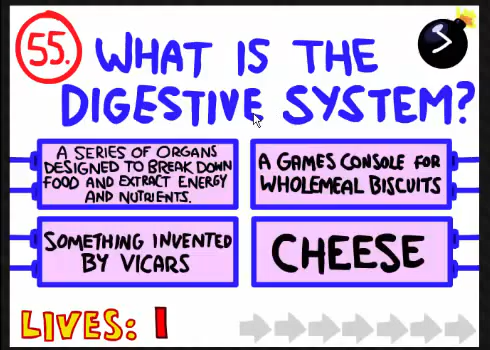 55. WHAT IS THE
DIGESTIVE SYSTEM?
A SERIES OF ORGANS
DESIGNED TO BREAK DOWN
FOOD AND EXTRACT ENERGY
AND NUTRIENTS.
A GAMES CONSOLE FOR
WHOLEMEAL BISCUITS
SOMETHING INVENTED
BY VICARS
CHEESE
LIVES: 1